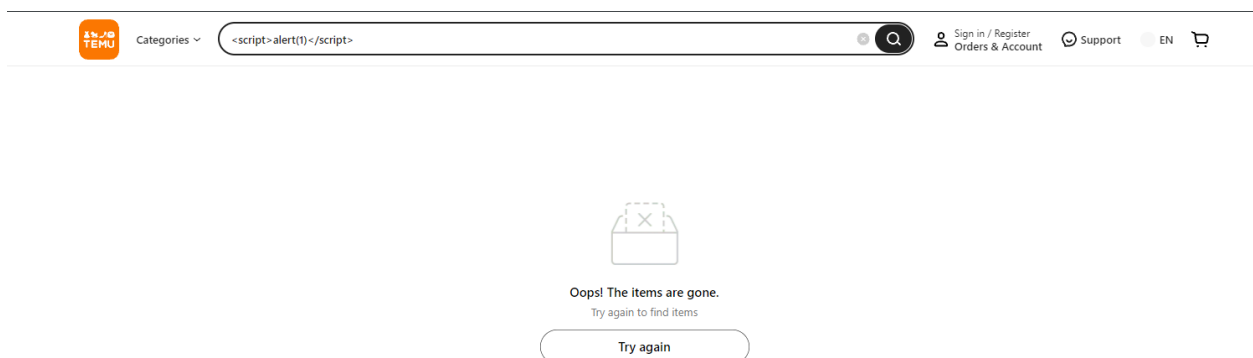 TEMU
Categories
<script>alert(1)</script>
Sign in / Register
Orders & Account
Support
EN
Oops! The items are gone.
Try again to find items
Try again